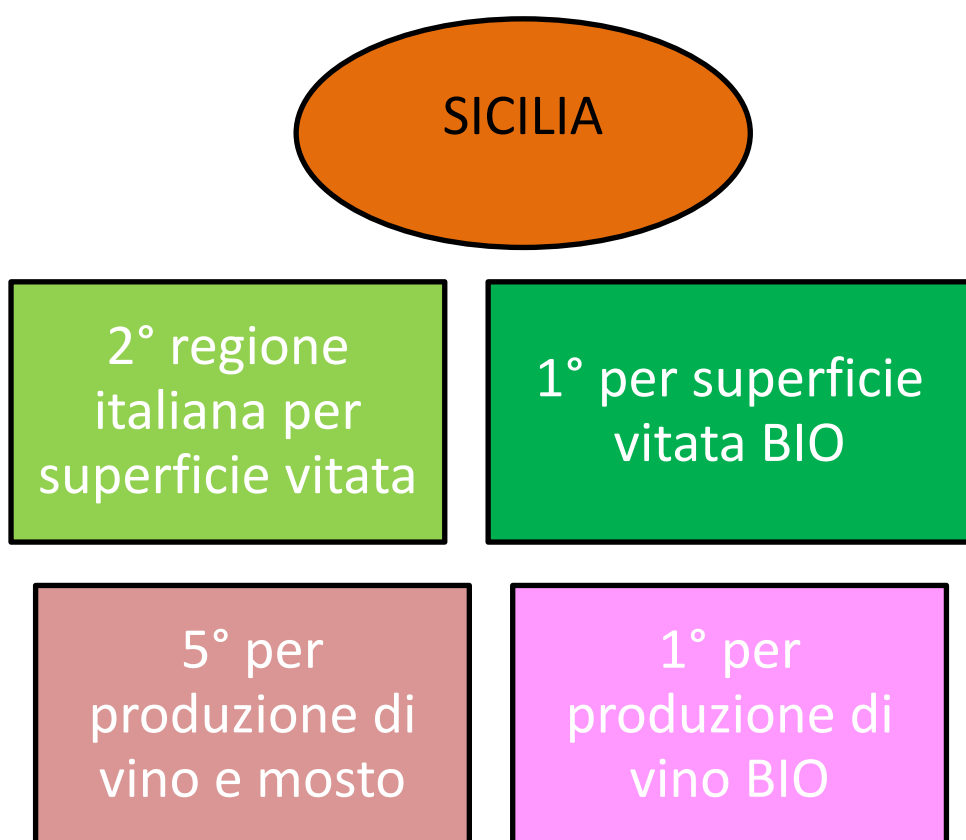 SICILIA
2° regione
italiana per
superficie vitata
1° per superficie
vitata BIO
5° per
produzione di
vino e mosto
1° per
produzione di
vino BIO